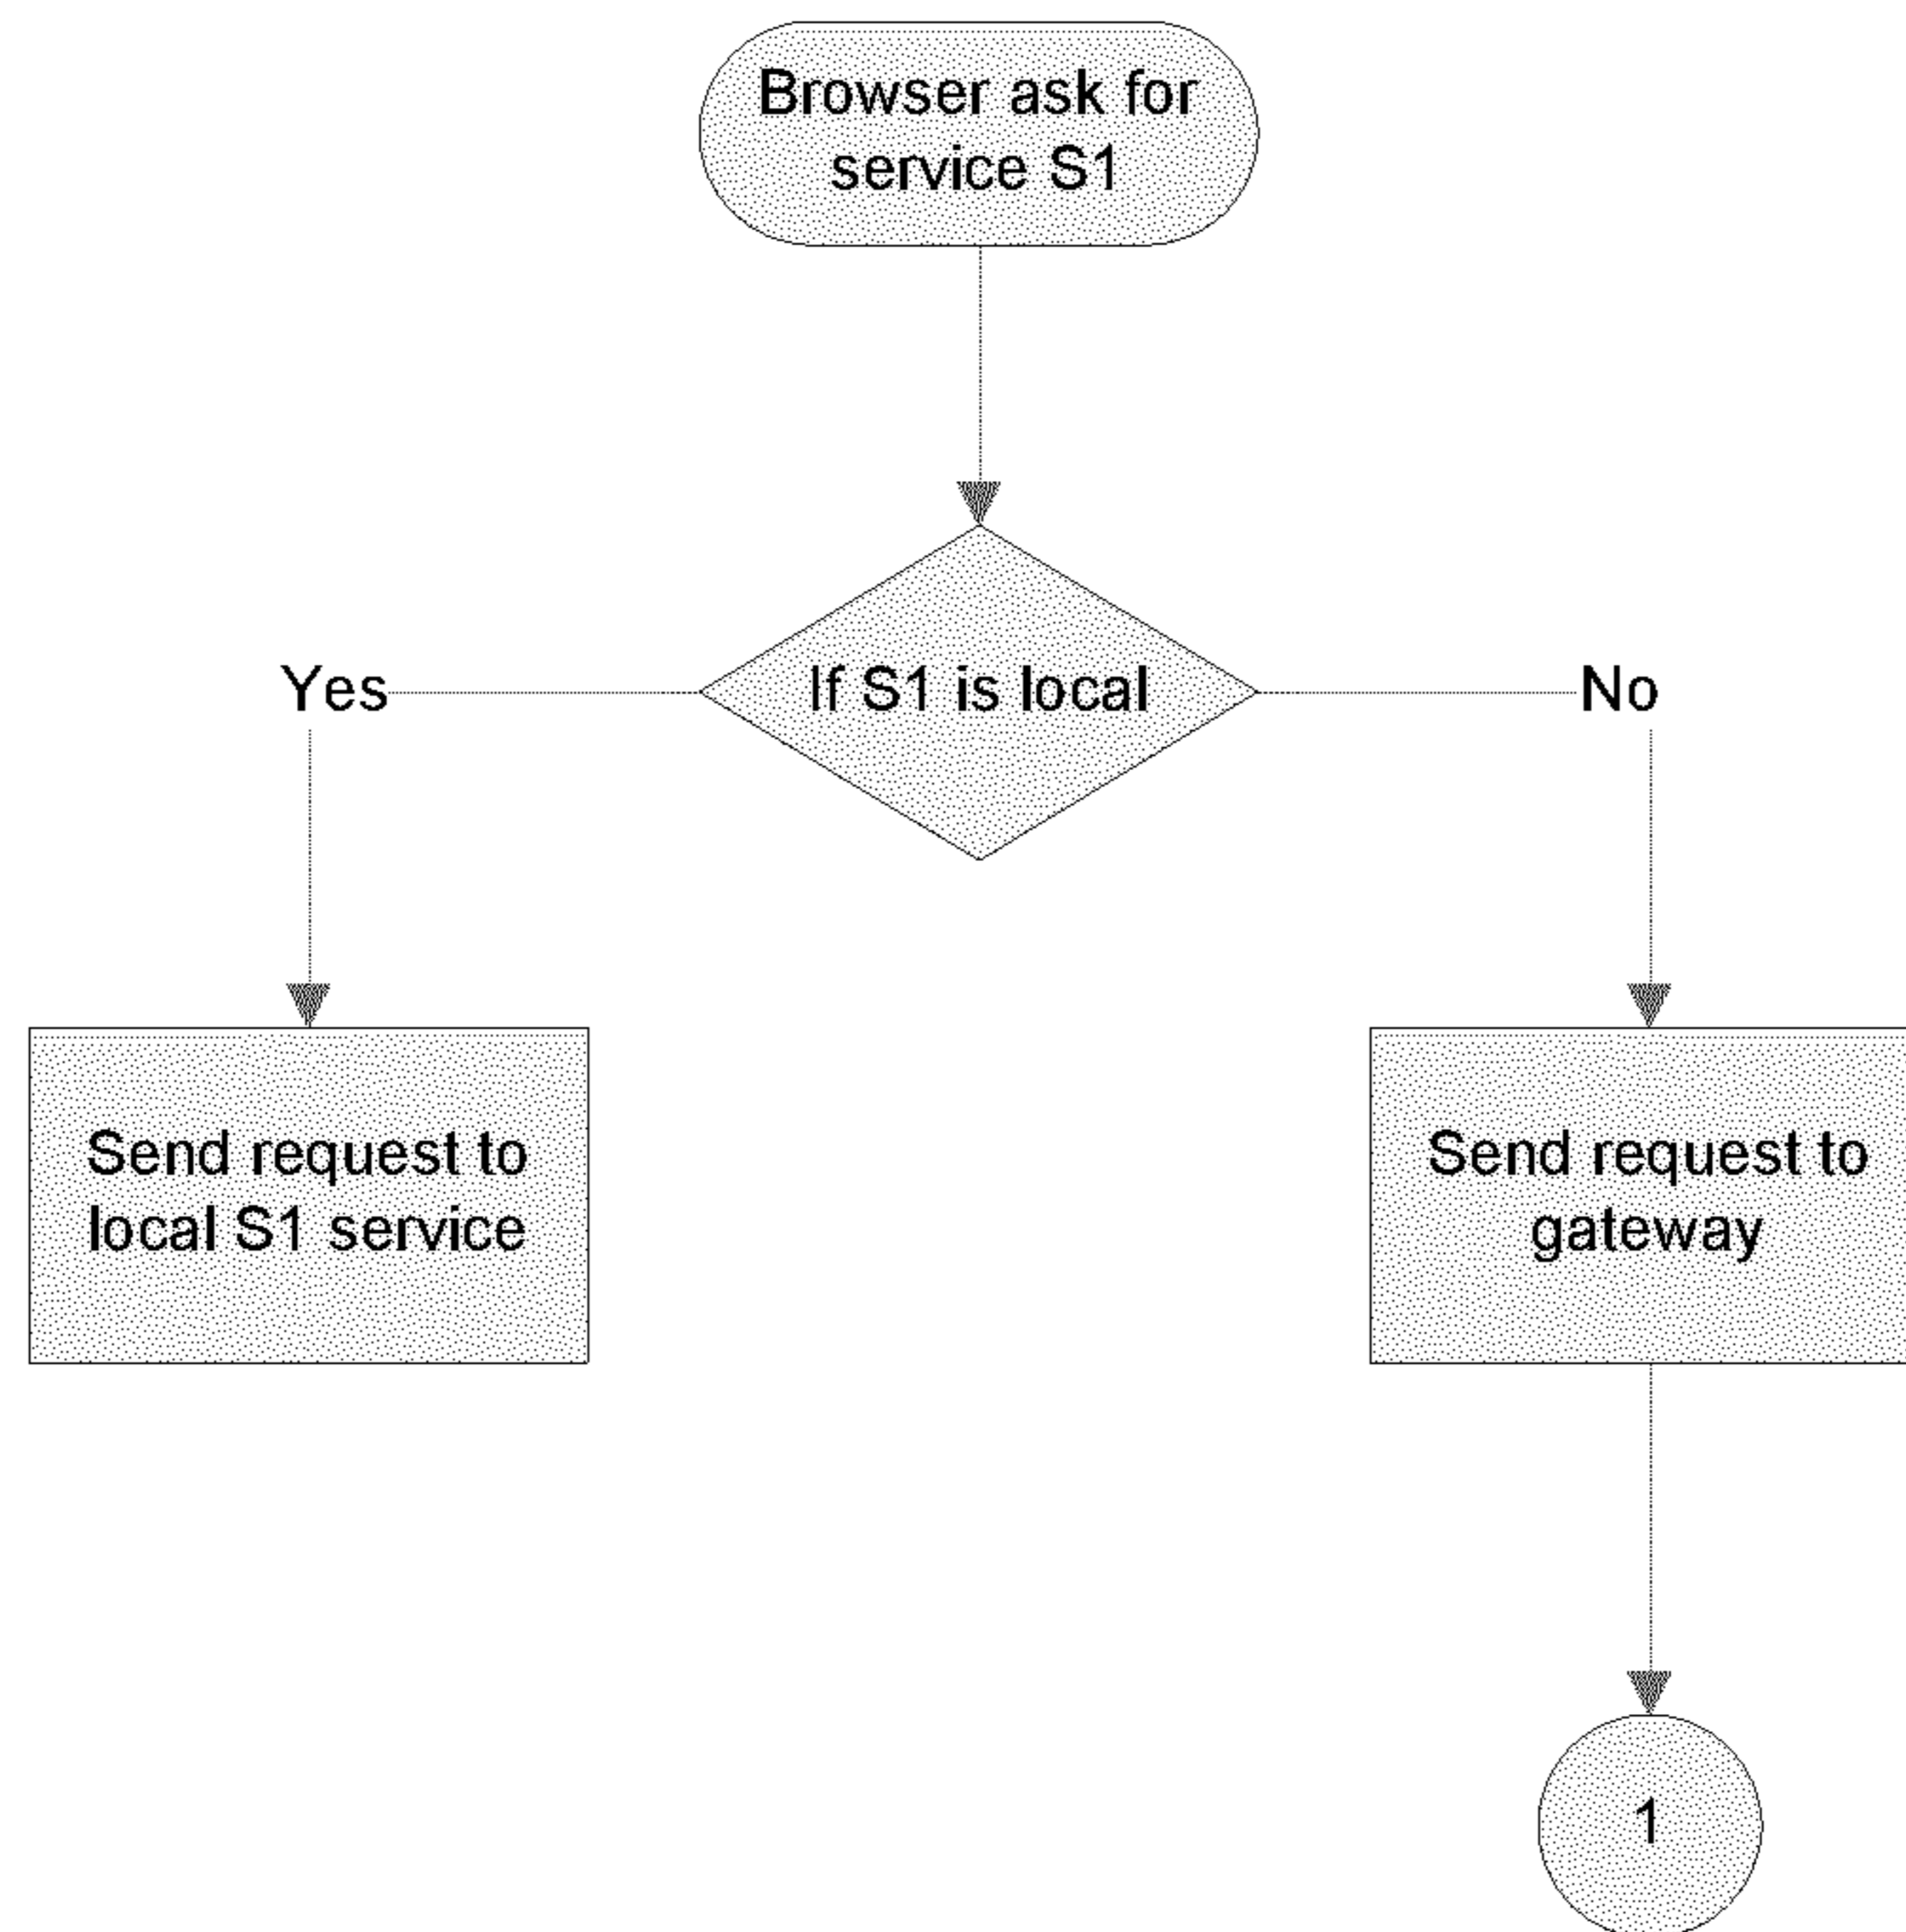 Browser ask for
service S1
Yes
If S1 is local
No
Send request to
local S1 service
Send request to
gateway
1